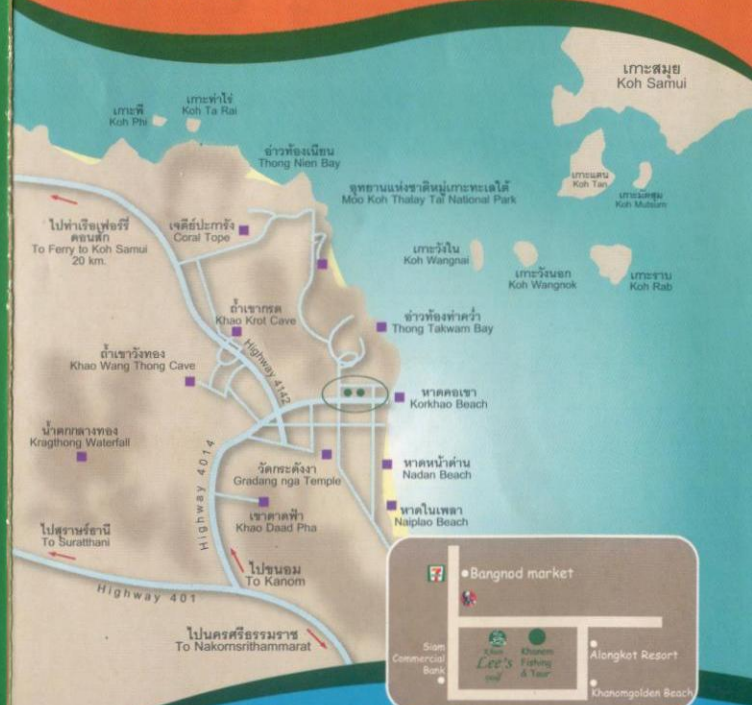 เกาะสมุย
Koh Samui
เกาะท่าไร่
Koh Ta Rai
เกาะผี
Koh Phi
อ่าวท้องเนียน
Thong Nien Bay
เกาะแตน
Koh Tan
เกาะมัดสุม
Koh Mutsum
อุทยานแห่งชาติหมู่เกาะทะเลใต้
Moo Koh Thalay Tai National Park
ไปท่าเรือเฟอร์รี่
ดอนสัก
To Ferry to Koh Samui
20 km.
เจดีย์ปะการัง
Coral Tope
เกาะวังใน
Koh Wangnai
เกาะวังนอก
Koh Wangnok
เกาะราบ
Koh Rab
ถ้ำเขากรด
Khao Krot Cave
อ่าวท้องท่าคว่ำ
Thong Takwam Bay
ถ้ำเขาวังทอง
Khao Wang Thong Cave
Highway 4142
หาดคอเขา
Korkhao Beach
น้ำตกกลางทอง
Kragthong Waterfall
Highway 4014
วัดกระดังงา
Gradang nga Temple
หาดหน้าด่าน
Nadan Beach
เขาดาดฟ้า
Khao Daad Pha
หาดในเพลา
Naiplao Beach
ไปสุราษร์ธานี
To Suratthani
ไปขนอม
To Kanom
Highway 401
ไปนครศรีธรรมราช
To Nakornsrithammarat
7
Bangnod market
Siam
Commercial
Bank
Lee's
Khanom
Fishing
& Tour
Alongkot Resort
Khanomgolden Beach